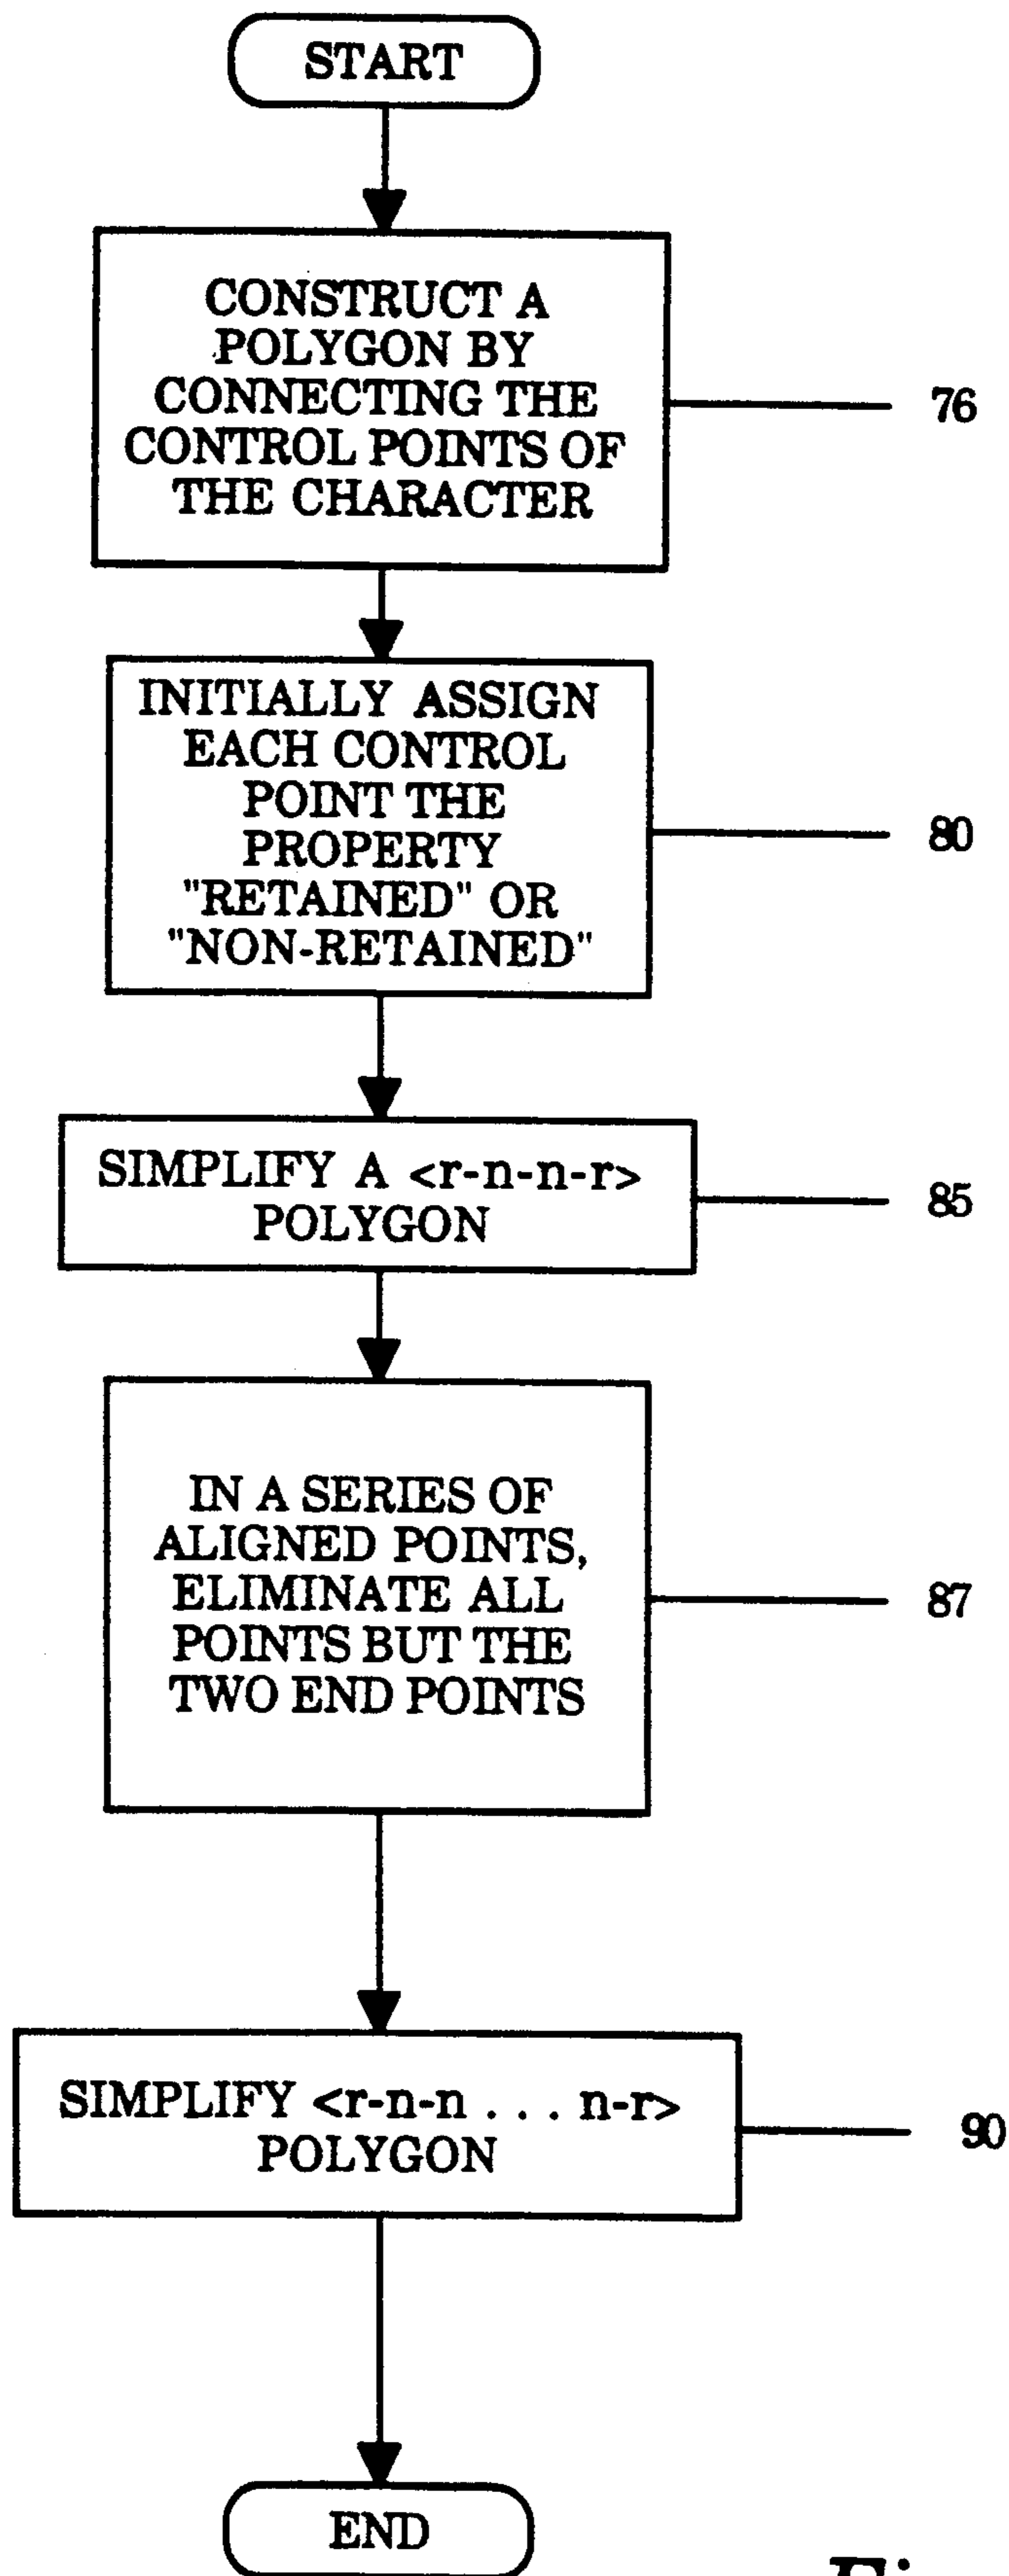 START
CONSTRUCT A
POLYGON BY
CONNECTING THE
CONTROL POINTS OF
THE CHARACTER
76
INITIALLY ASSIGN
EACH CONTROL
POINT THE
PROPERTY
"RETAINED" OR
"NON-RETAINED"
80
SIMPLIFY A <r-n-n-r>
POLYGON
85
IN A SERIES OF
ALIGNED POINTS,
ELIMINATE ALL
POINTS BUT THE
TWO END POINTS
87
SIMPLIFY <r-n-n . . . n-r>
POLYGON
90
END